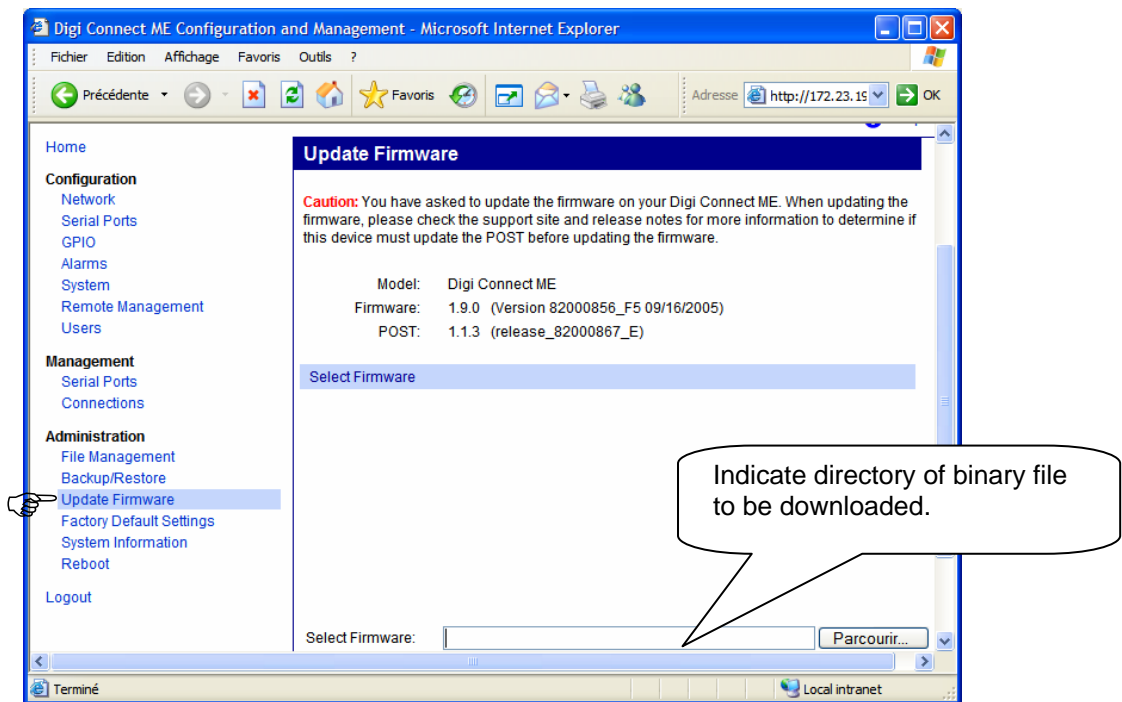 Digi Connect ME Configuration and Management - Microsoft Internet Explorer
Fichier Edition Affichage Favoris Outils ?
Précédente Favoris Adresse http://172.23.19 OK
Home
Configuration
Network
Serial Ports
GPIO
Alarms
System
Remote Management
Users
Management
Serial Ports
Connections
Administration
File Management
Backup/Restore
Update Firmware
Factory Default Settings
System Information
Reboot
Logout
Update Firmware
Caution: You have asked to update the firmware on your Digi Connect ME. When updating the
firmware, please check the support site and release notes for more information to determine if
this device must update the POST before updating the firmware.
Model: Digi Connect ME
Firmware: 1.9.0 (Version 82000856_F5 09/16/2005)
POST: 1.1.3 (release_82000867_E)
Select Firmware
Indicate directory of binary file
to be downloaded.
Select Firmware: Parcourir...
Terminé Local intranet